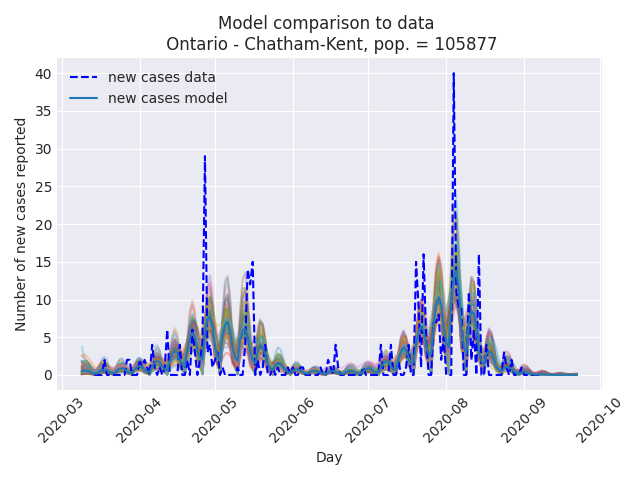 Model comparison to data
Ontario - Chatham-Kent, pop. = 105877
new cases data
new cases model
Number of new cases reported
40
35
30
25
20
15
10
5
0
2020-03
2020-04
2020-05
2020-06
2020-07
2020-08
2020-09
2020-10
Day